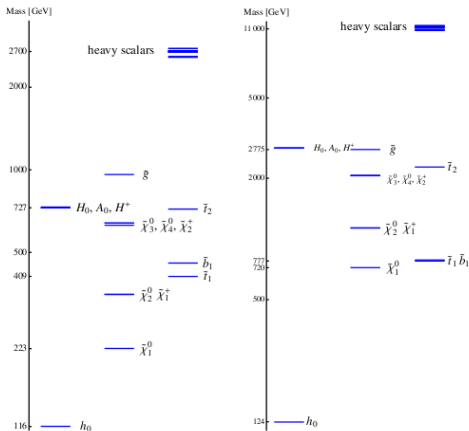 Mass [GeV]
heavy scalars
2700
2000
1000
g̃
727
H₀, A₀, H⁺
t̃₂
χ̃₃⁰, χ̃₄⁰, χ̃₂⁺
500
b̃₁
409
t̃₁
χ̃₂⁰ χ̃₁⁺
223
χ̃₁⁰
116
h₀
Mass [GeV]
heavy scalars
11 000
5000
2775
H₀, A₀, H⁺
g̃
t̃₂
2000
χ̃₃⁰, χ̃₄⁰, χ̃₂⁺
χ̃₂⁰ χ̃₁⁺
777
t̃₁ b̃₁
720
χ̃₁⁰
500
124
h₀